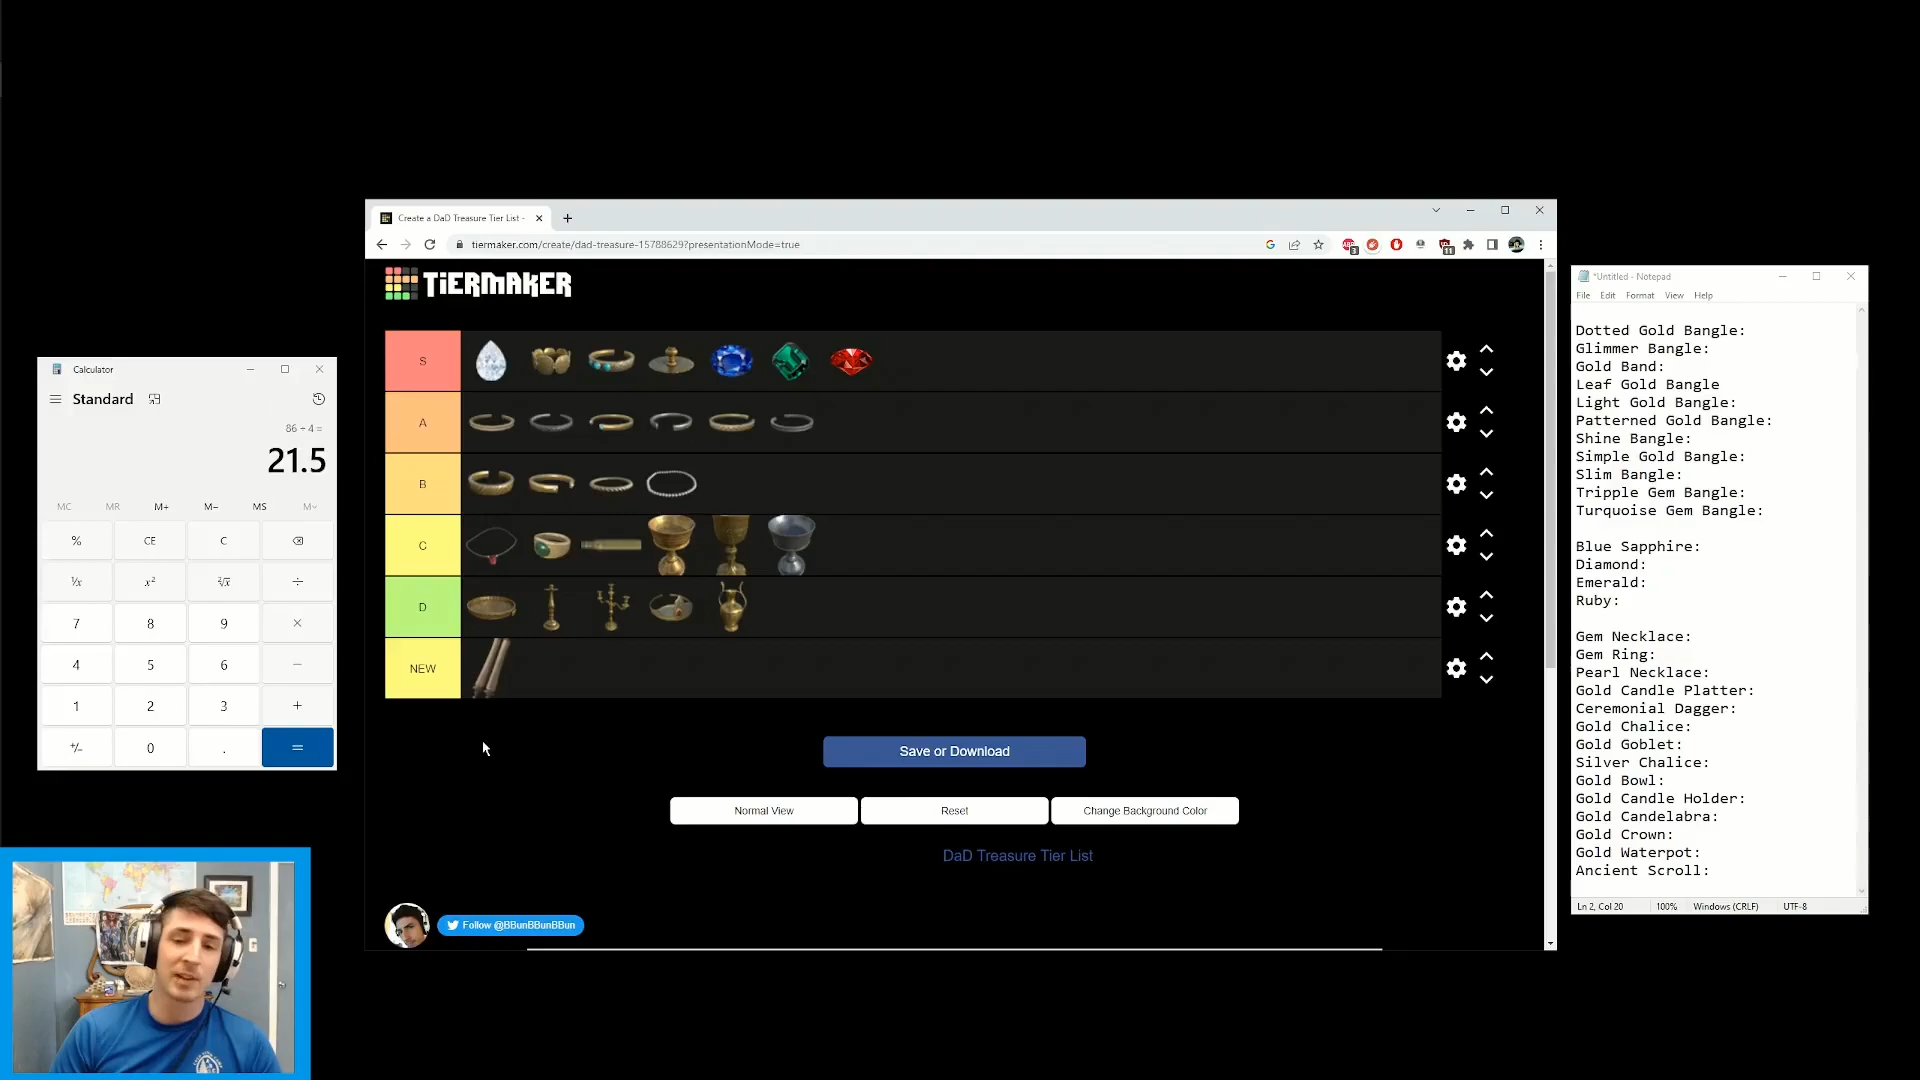 Create a DaD Treasure Tier List -
tiermaker.com/create/dad-treasure-15788629?presentationMode=true
3
11
TiERMAKER
S
A
B
C
D
NEW
Save or Download
Normal View
Reset
Change Background Color
DaD Treasure Tier List
Follow @BBunBBunBBun
Calculator
Standard
86 ÷ 4 =
21.5
MC MR M+ M− MS M˅
% CE C
¹/x x² ²√x ÷
7 8 9 ×
4 5 6 −
1 2 3 +
+/− 0 . =
*Untitled - Notepad
File Edit Format View Help
Dotted Gold Bangle:
Glimmer Bangle:
Gold Band:
Leaf Gold Bangle
Light Gold Bangle:
Patterned Gold Bangle:
Shine Bangle:
Simple Gold Bangle:
Slim Bangle:
Tripple Gem Bangle:
Turquoise Gem Bangle:
Blue Sapphire:
Diamond:
Emerald:
Ruby:
Gem Necklace:
Gem Ring:
Pearl Necklace:
Gold Candle Platter:
Ceremonial Dagger:
Gold Chalice:
Gold Goblet:
Silver Chalice:
Gold Bowl:
Gold Candle Holder:
Gold Candelabra:
Gold Crown:
Gold Waterpot:
Ancient Scroll:
Ln 2, Col 20 100% Windows (CRLF) UTF-8